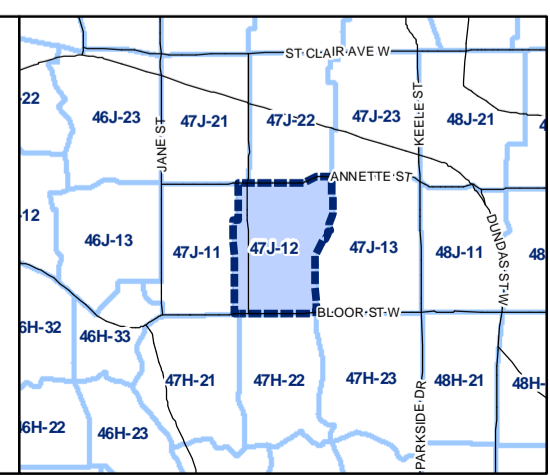 ST CLAIR AVE W
22
46J-23
JANE ST
47J-21
47J-22
47J-23
KEELE ST
48J-21
4
ANNETTE ST
12
46J-13
47J-11
47J-12
47J-13
48J-11
DUNDAS ST W
48
BLOOR ST W
6H-32
46H-33
47H-21
47H-22
47H-23
PARKSIDE DR
48H-21
48H-
6H-22
46H-23